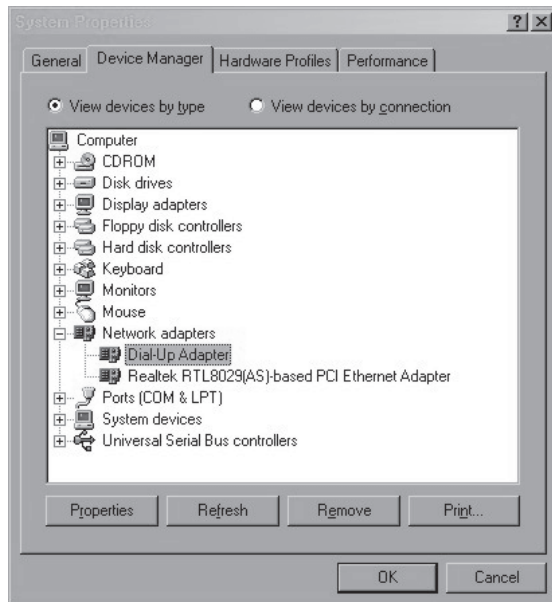 System Properties
? X
General Device Manager Hardware Profiles Performance
View devices by type View devices by connection
Computer
CDROM
Disk drives
Display adapters
Floppy disk controllers
Hard disk controllers
Keyboard
Monitors
Mouse
Network adapters
Dial-Up Adapter
Realtek RTL8029(AS)-based PCI Ethernet Adapter
Ports (COM & LPT)
System devices
Universal Serial Bus controllers
Properties Refresh Remove Print...
OK Cancel